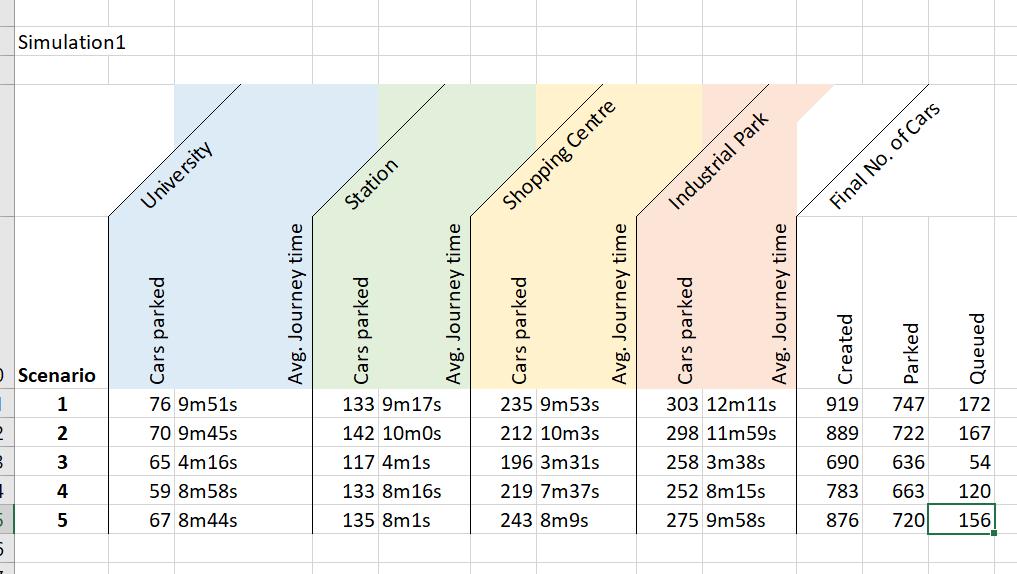 Simulation1
University Station Shopping Centre Industrial Park Final No. of Cars
Scenario Cars parked Avg. Journey time Cars parked Avg. Journey time Cars parked Avg. Journey time Cars parked Avg. Journey time Created Parked Queued
1 76 9m51s 133 9m17s 235 9m53s 303 12m11s 919 747 172
2 70 9m45s 142 10m0s 212 10m3s 298 11m59s 889 722 167
3 65 4m16s 117 4m1s 196 3m31s 258 3m38s 690 636 54
4 59 8m58s 133 8m16s 219 7m37s 252 8m15s 783 663 120
5 67 8m44s 135 8m1s 243 8m9s 275 9m58s 876 720 156